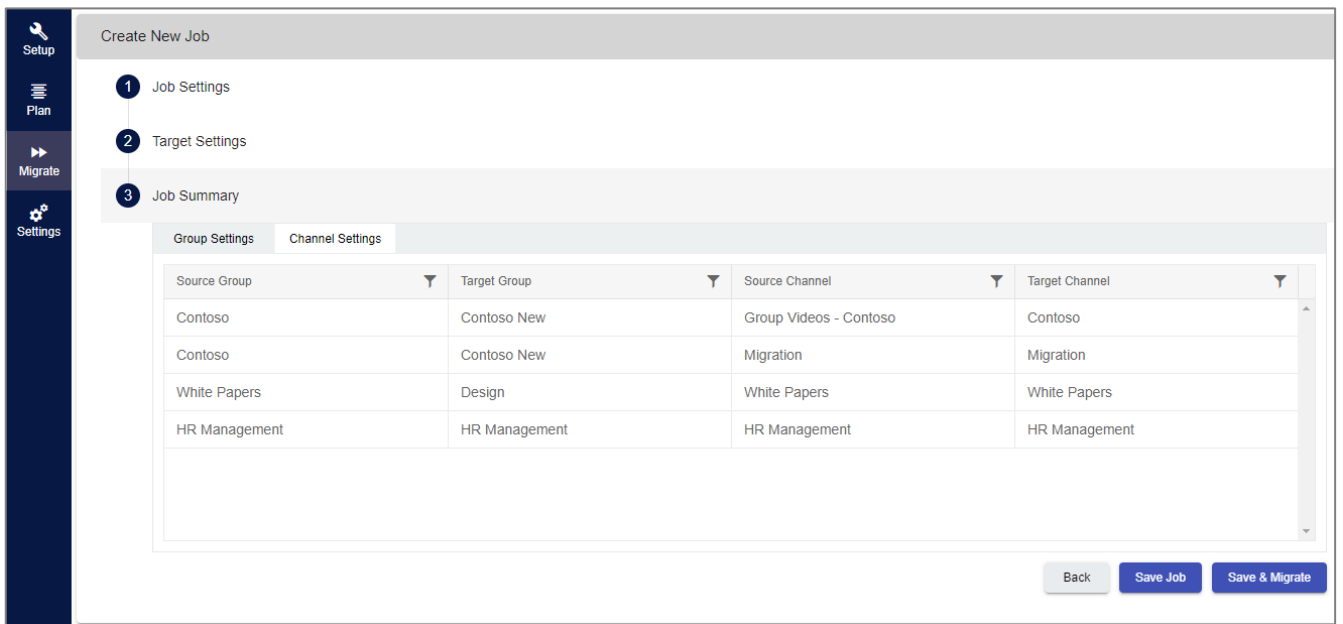 Setup
Plan
Migrate
Settings
Create New Job
1 Job Settings
2 Target Settings
3 Job Summary
Group Settings Channel Settings
Source Group Target Group Source Channel Target Channel
Contoso Contoso New Group Videos - Contoso Contoso
Contoso Contoso New Migration Migration
White Papers Design White Papers White Papers
HR Management HR Management HR Management HR Management
Back Save Job Save & Migrate